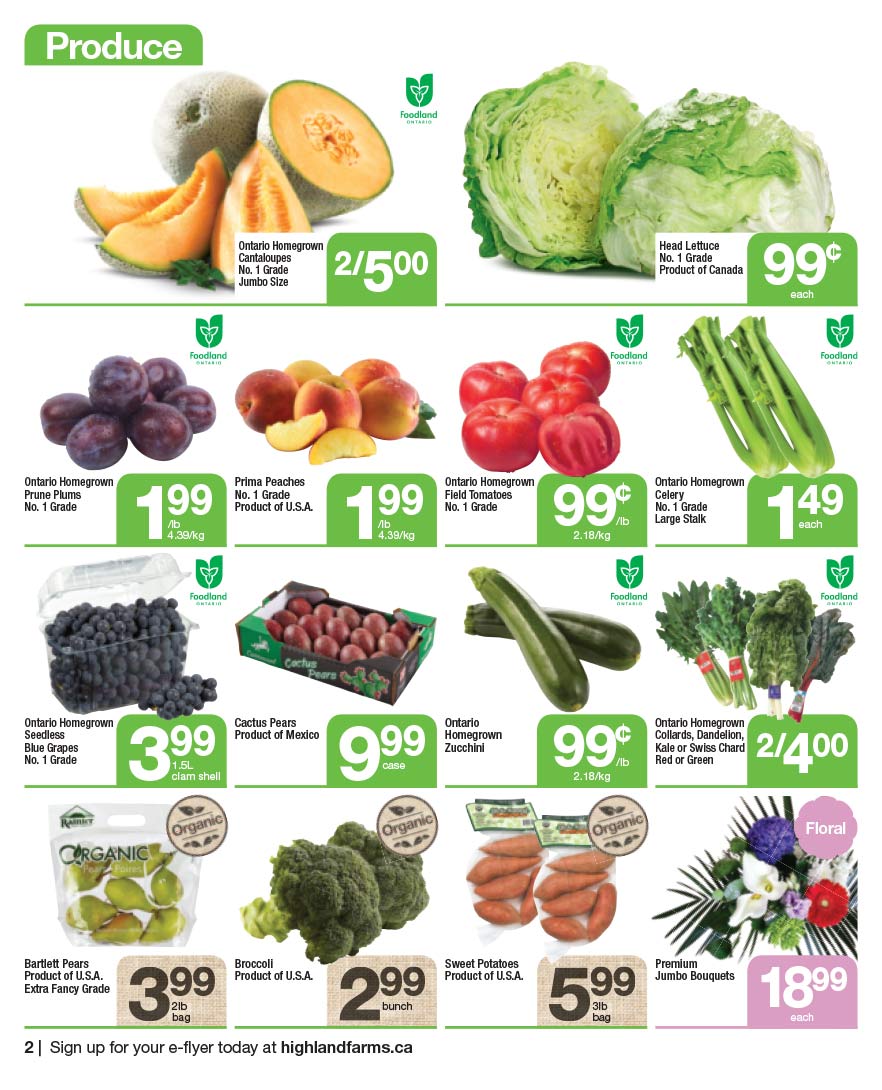 Produce
Foodland
ONTARIO
Ontario Homegrown
Cantaloupes
No. 1 Grade
Jumbo Size
2/5.00
Head Lettuce
No. 1 Grade
Product of Canada
99¢
each
Foodland
ONTARIO
Ontario Homegrown
Prune Plums
No. 1 Grade
1.99
/lb
4.39/kg
Prima Peaches
No. 1 Grade
Product of U.S.A.
1.99
/lb
4.39/kg
Foodland
ONTARIO
Ontario Homegrown
Field Tomatoes
No. 1 Grade
99¢
/lb
2.18/kg
Foodland
ONTARIO
Ontario Homegrown
Celery
No. 1 Grade
Large Stalk
1.49
each
Foodland
ONTARIO
Ontario Homegrown
Seedless
Blue Grapes
No. 1 Grade
3.99
1.5L
clam shell
Cactus
Pears
Cactus Pears
Product of Mexico
9.99
case
Foodland
ONTARIO
Ontario
Homegrown
Zucchini
99¢
/lb
2.18/kg
Foodland
ONTARIO
Ontario Homegrown
Collards, Dandelion,
Kale or Swiss Chard
Red or Green
2/4.00
RAINIER
ORGANIC
Pears Poires
Organic
Bartlett Pears
Product of U.S.A.
Extra Fancy Grade
3.99
2lb
bag
Organic
Broccoli
Product of U.S.A.
2.99
bunch
Organic
Sweet Potatoes
Product of U.S.A.
5.99
3lb
bag
Floral
Premium
Jumbo Bouquets
18.99
each
2 | Sign up for your e-flyer today at highlandfarms.ca